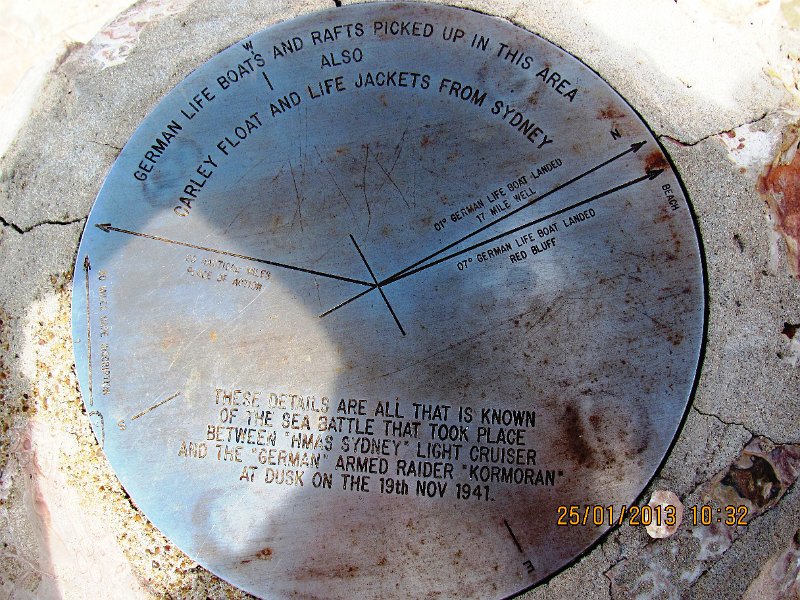 W
GERMAN LIFE BOATS AND RAFTS PICKED UP IN THIS AREA
ALSO
CARLEY FLOAT AND LIFE JACKETS FROM SYDNEY
N
01° GERMAN LIFE BOAT LANDED
17 MILE WELL
BEACH
07° GERMAN LIFE BOAT LANDED
RED BLUFF
NAUTICAL MILES
PLACE OF ACTION
S
THESE DETAILS ARE ALL THAT IS KNOWN
OF THE SEA BATTLE THAT TOOK PLACE
BETWEEN "HMAS SYDNEY" LIGHT CRUISER
AND THE "GERMAN" ARMED RAIDER "KORMORAN"
AT DUSK ON THE 19th NOV 1941.
E
25/01/2013 10:32